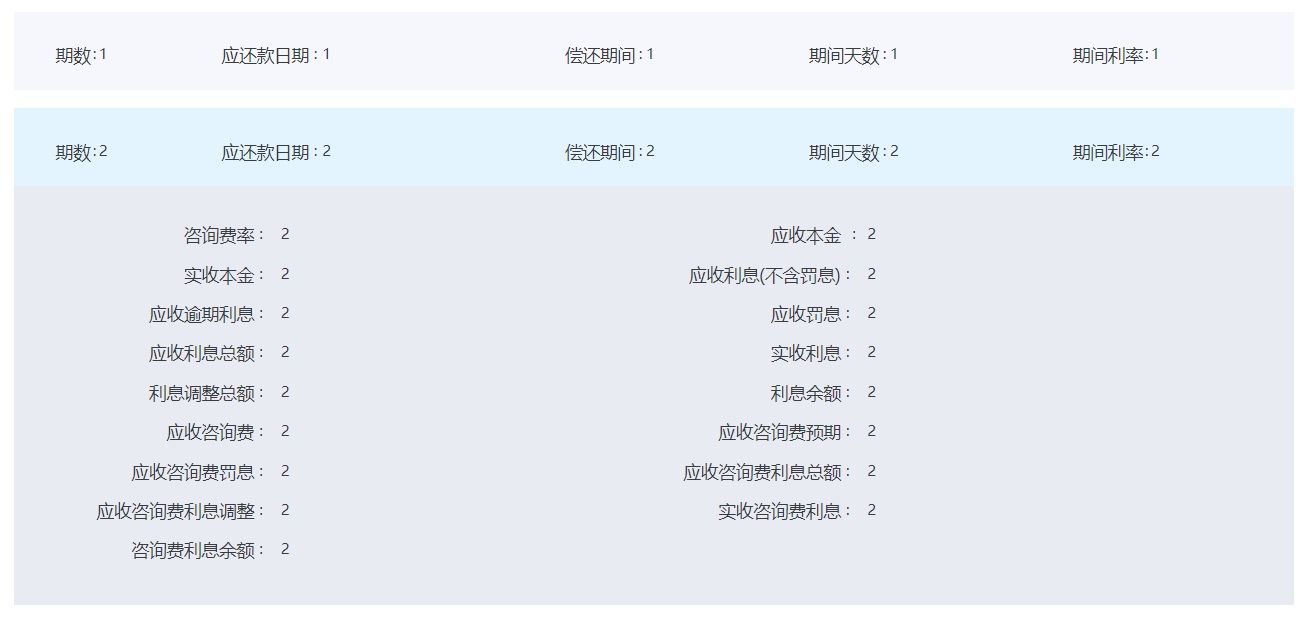 期数:1 应还款日期 : 1 偿还期间 : 1 期间天数 : 1 期间利率: 1
期数:2 应还款日期 : 2 偿还期间 : 2 期间天数 : 2 期间利率: 2
咨询费率 : 2 应收本金 : 2
实收本金 : 2 应收利息(不含罚息) : 2
应收逾期利息 : 2 应收罚息 : 2
应收利息总额 : 2 实收利息 : 2
利息调整总额 : 2 利息余额 : 2
应收咨询费 : 2 应收咨询费预期 : 2
应收咨询费罚息 : 2 应收咨询费利息总额 : 2
应收咨询费利息调整 : 2 实收咨询费利息 : 2
咨询费利息余额 : 2